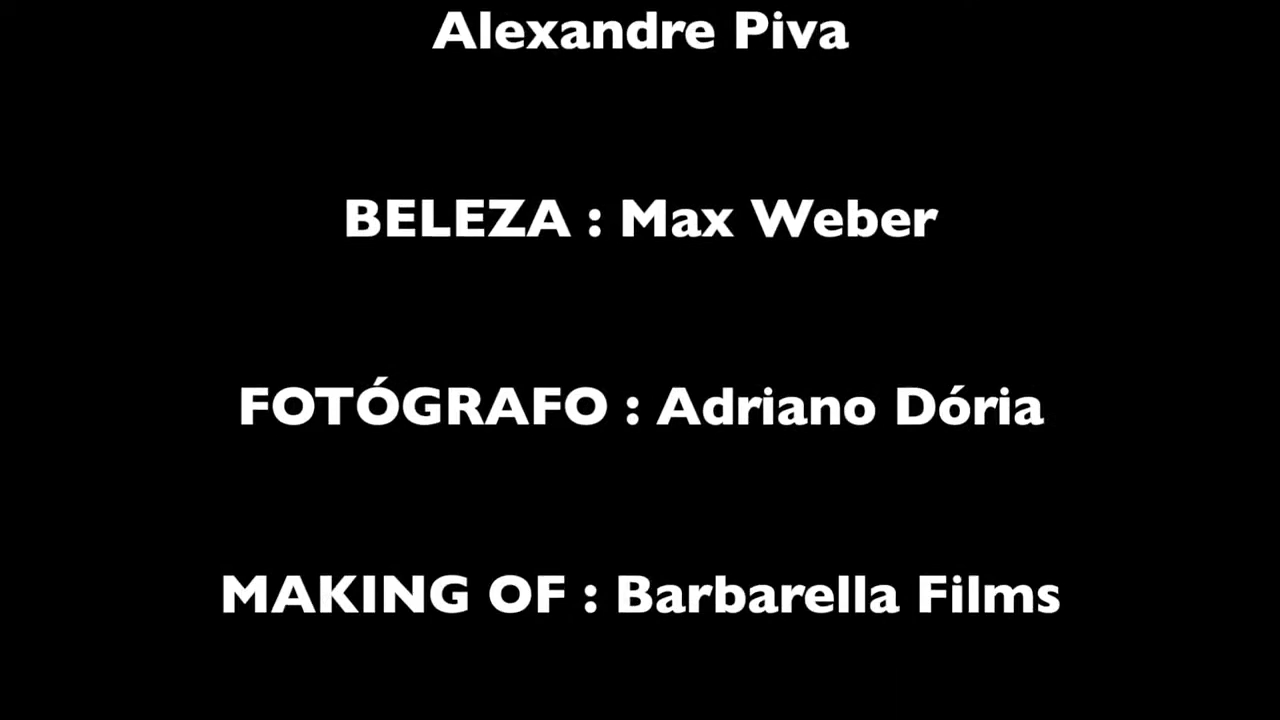 Alexandre Piva
BELEZA : Max Weber
FOTÓGRAFO : Adriano Dória
MAKING OF : Barbarella Films